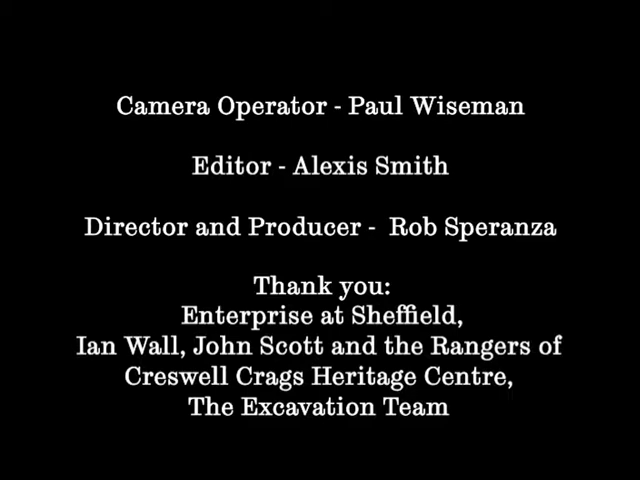 Camera Operator - Paul Wiseman
Editor - Alexis Smith
Director and Producer -  Rob Speranza
Thank you:
Enterprise at Sheffield,
Ian Wall, John Scott and the Rangers of
Creswell Crags Heritage Centre,
The Excavation Team